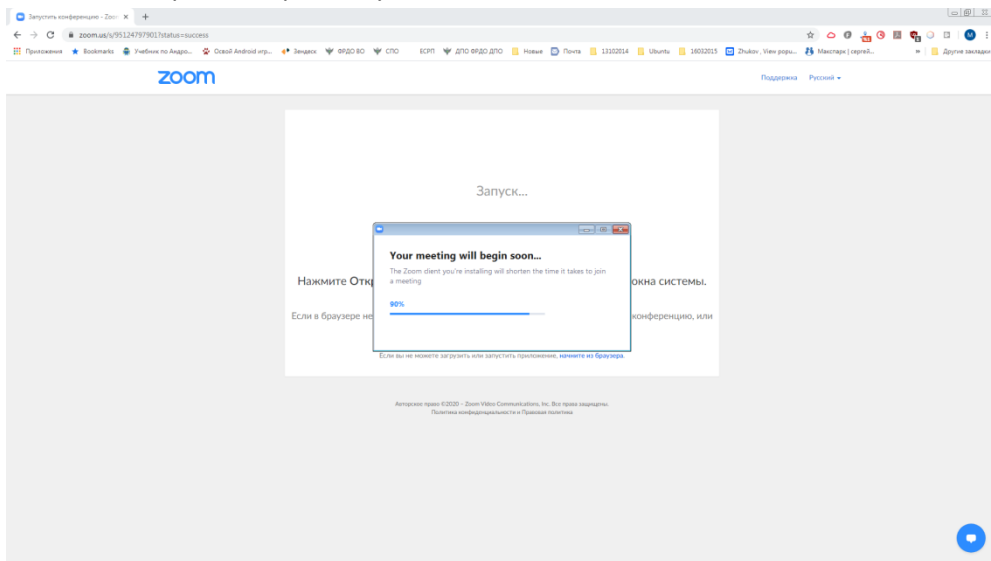 Запустить конференцию - Zoom
zoom.us/s/95124797901?status=success
Приложения Bookmarks Учебник по Андро... Освой Android игр... Зендеск ФРДО ВО СПО ЕСРП ДПО ФРДО ДПО Новые Почта 13102014 Ubuntu 16032015 Zhukov, View popu... Макспарк | сергей... » Другие закладки
zoom
Поддержка Русский
Запуск...
Your meeting will begin soon...
The Zoom client you're installing will shorten the time it takes to join
a meeting
Нажмите Отк окна системы.
90%
Если в браузере не конференцию, или
Если вы не можете загрузить или запустить приложение, начните из браузера.
Авторское право ©2020 - Zoom Video Communications, Inc. Все права защищены.
Политика конфиденциальности и Правовая политика